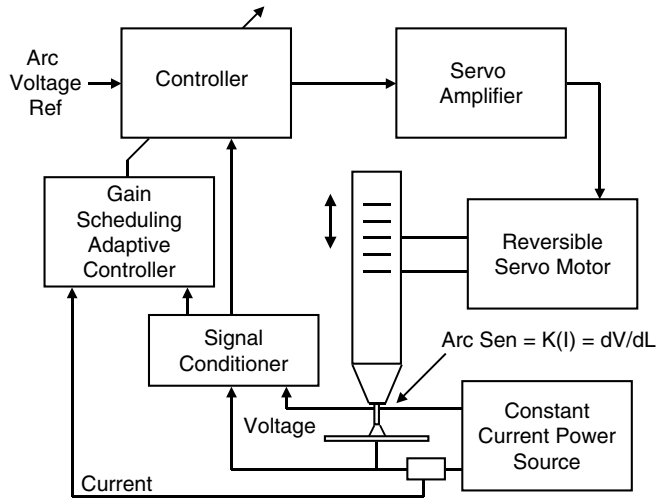 Arc
Voltage
Ref
Controller
Servo
Amplifier
Gain
Scheduling
Adaptive
Controller
Reversible
Servo Motor
Signal
Conditioner
Arc Sen = K(I) = dV/dL
Voltage
Constant
Current Power
Source
Current